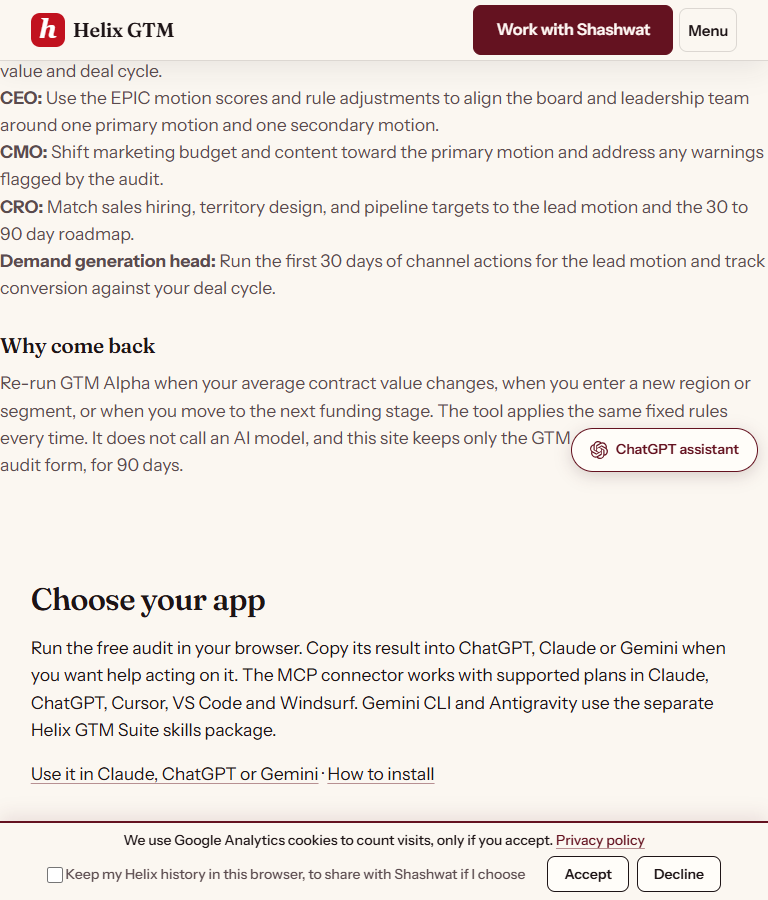 h Helix GTM
Work with Shashwat
Menu
value and deal cycle.
CEO: Use the EPIC motion scores and rule adjustments to align the board and leadership team
around one primary motion and one secondary motion.
CMO: Shift marketing budget and content toward the primary motion and address any warnings
flagged by the audit.
CRO: Match sales hiring, territory design, and pipeline targets to the lead motion and the 30 to
90 day roadmap.
Demand generation head: Run the first 30 days of channel actions for the lead motion and track
conversion against your deal cycle.
Why come back
Re-run GTM Alpha when your average contract value changes, when you enter a new region or
segment, or when you move to the next funding stage. The tool applies the same fixed rules
every time. It does not call an AI model, and this site keeps only the GTM
audit form, for 90 days.
ChatGPT assistant
Choose your app
Run the free audit in your browser. Copy its result into ChatGPT, Claude or Gemini when
you want help acting on it. The MCP connector works with supported plans in Claude,
ChatGPT, Cursor, VS Code and Windsurf. Gemini CLI and Antigravity use the separate
Helix GTM Suite skills package.
Use it in Claude, ChatGPT or Gemini · How to install
We use Google Analytics cookies to count visits, only if you accept. Privacy policy
Keep my Helix history in this browser, to share with Shashwat if I choose
Accept
Decline